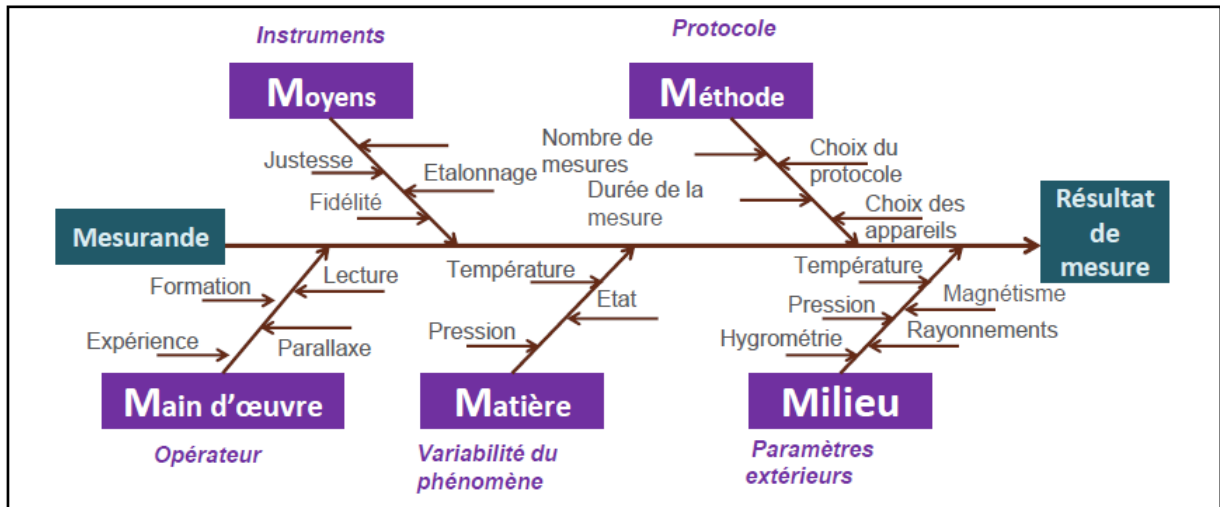 Instruments
Protocole
Moyens
Méthode
Nombre de
mesures
Choix du
protocole
Justesse
Etalonnage
Durée de la
mesure
Fidélité
Choix des
appareils
Mesurande
Résultat
de
mesure
Formation
Lecture
Température
Etat
Température
Magnétisme
Pression
Expérience
Parallaxe
Pression
Hygrométrie
Rayonnements
Main d'œuvre
Matière
Milieu
Opérateur
Variabilité du
phénomène
Paramètres
extérieurs